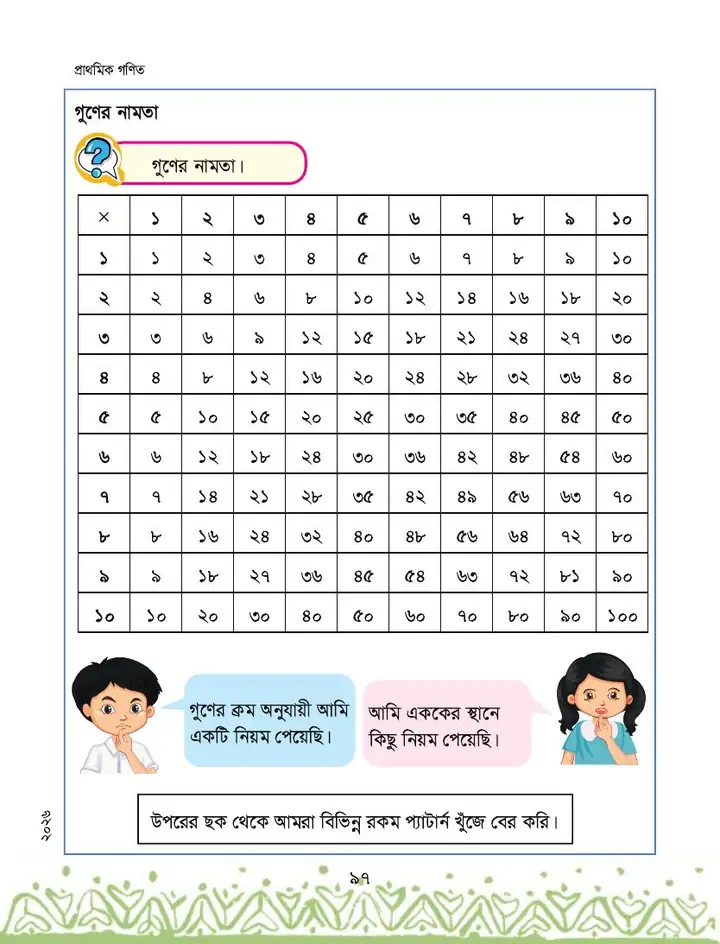 প্রাথমিক গণিত
গুণের নামতা
?
গুণের নামতা।
× ১ ২ ৩ ৪ ৫ ৬ ৭ ৮ ৯ ১০
১ ১ ২ ৩ ৪ ৫ ৬ ৭ ৮ ৯ ১০
২ ২ ৪ ৬ ৮ ১০ ১২ ১৪ ১৬ ১৮ ২০
৩ ৩ ৬ ৯ ১২ ১৫ ১৮ ২১ ২৪ ২৭ ৩০
৪ ৪ ৮ ১২ ১৬ ২০ ২৪ ২৮ ৩২ ৩৬ ৪০
৫ ৫ ১০ ১৫ ২০ ২৫ ৩০ ৩৫ ৪০ ৪৫ ৫০
৬ ৬ ১২ ১৮ ২৪ ৩০ ৩৬ ৪২ ৪৮ ৫৪ ৬০
৭ ৭ ১৪ ২১ ২৮ ৩৫ ৪২ ৪৯ ৫৬ ৬৩ ৭০
৮ ৮ ১৬ ২৪ ৩২ ৪০ ৪৮ ৫৬ ৬৪ ৭২ ৮০
৯ ৯ ১৮ ২৭ ৩৬ ৪৫ ৫৪ ৬৩ ৭২ ৮১ ৯০
১০ ১০ ২০ ৩০ ৪০ ৫০ ৬০ ৭০ ৮০ ৯০ ১০০
গুণের ক্রম অনুযায়ী আমি
একটি নিয়ম পেয়েছি।
আমি এককের স্থানে
কিছু নিয়ম পেয়েছি।
উপরের ছক থেকে আমরা বিভিন্ন রকম প্যাটার্ন খুঁজে বের করি।
২০২৬
৯৭